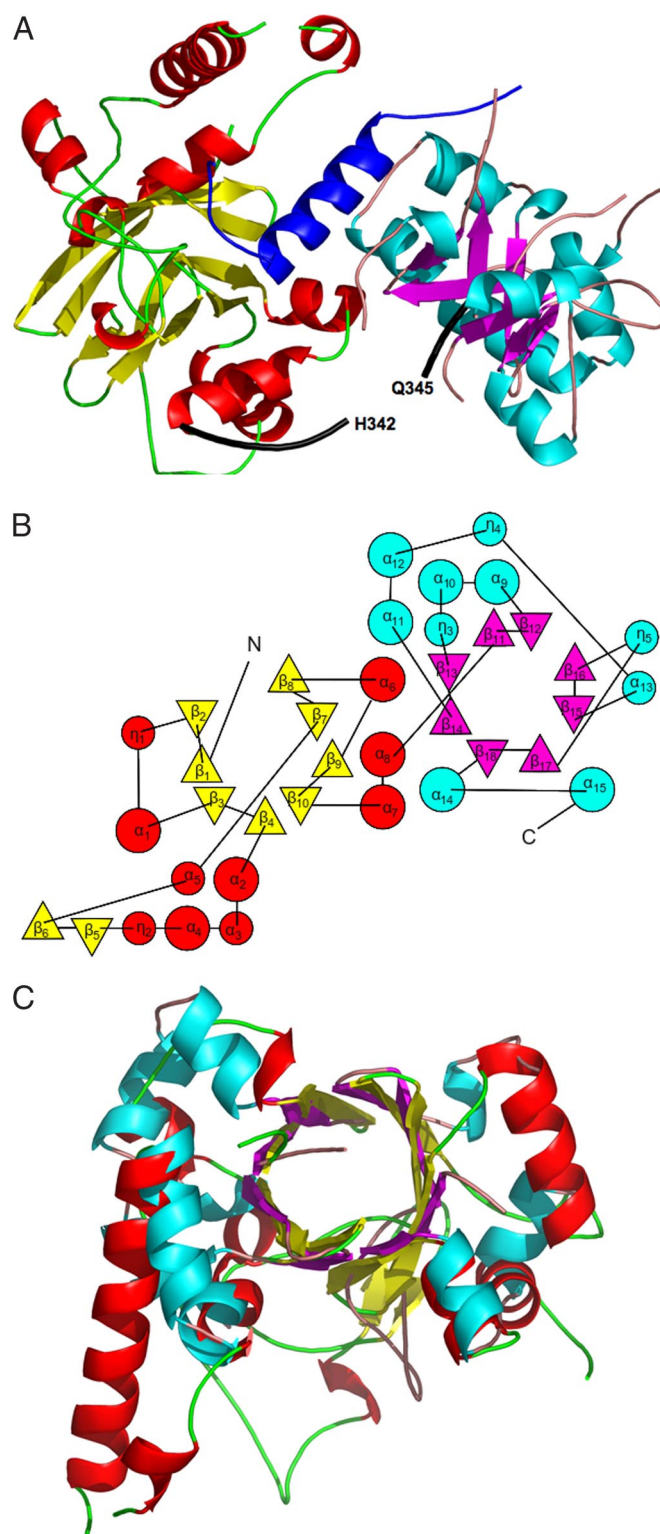 A
Q345
H342
B
η₄
α₁₂
α₁₀ α₉
α₁₁ η₃ β₁₁ β₁₂ η₅
N β₁₃ β₁₆
β₈ α₆ α₁₃
β₂ β₇ β₁₄ β₁₅
η₁ α₈ β₁₈ β₁₇
β₁ β₉
β₃ β₁₀ α₇ α₁₄ α₁₅
α₁ β₄ C
α₅ α₂
β₆ β₅ η₂ α₄ α₃
C